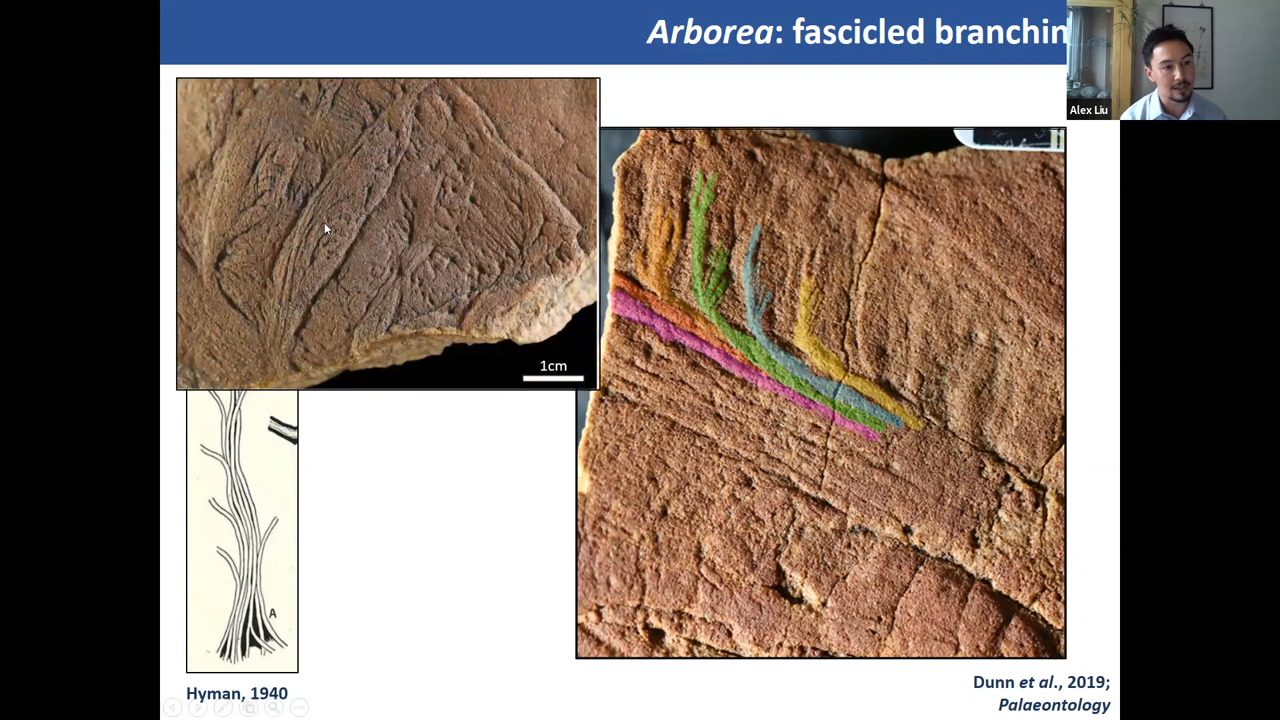 Arborea: fascicled branchin
Alex Liu
1cm
A
Hyman, 1940
Dunn et al., 2019;
Palaeontology